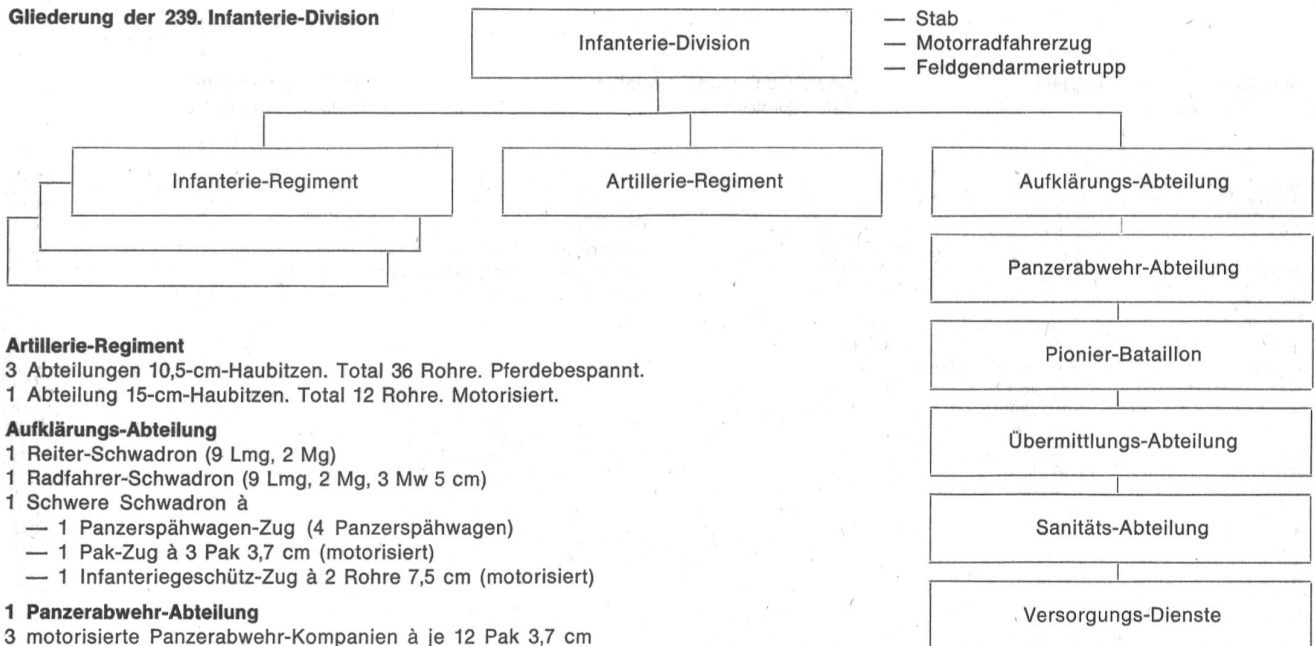 Gliederung der 239. Infanterie-Division
Infanterie-Division
— Stab
— Motorradfahrerzug
— Feldgendarmerietrupp
Infanterie-Regiment
Artillerie-Regiment
Aufklärungs-Abteilung
Panzerabwehr-Abteilung
Pionier-Bataillon
Übermittlungs-Abteilung
Sanitäts-Abteilung
Versorgungs-Dienste
Artillerie-Regiment
3 Abteilungen 10,5-cm-Haubitzen. Total 36 Rohre. Pferdebespannt.
1 Abteilung 15-cm-Haubitzen. Total 12 Rohre. Motorisiert.
Aufklärungs-Abteilung
1 Reiter-Schwadron (9 Lmg, 2 Mg)
1 Radfahrer-Schwadron (9 Lmg, 2 Mg, 3 Mw 5 cm)
1 Schwere Schwadron à
— 1 Panzerspähwagen-Zug (4 Panzerspähwagen)
— 1 Pak-Zug à 3 Pak 3,7 cm (motorisiert)
— 1 Infanteriegeschütz-Zug à 2 Rohre 7,5 cm (motorisiert)
1 Panzerabwehr-Abteilung
3 motorisierte Panzerabwehr-Kompanien à je 12 Pak 3,7 cm